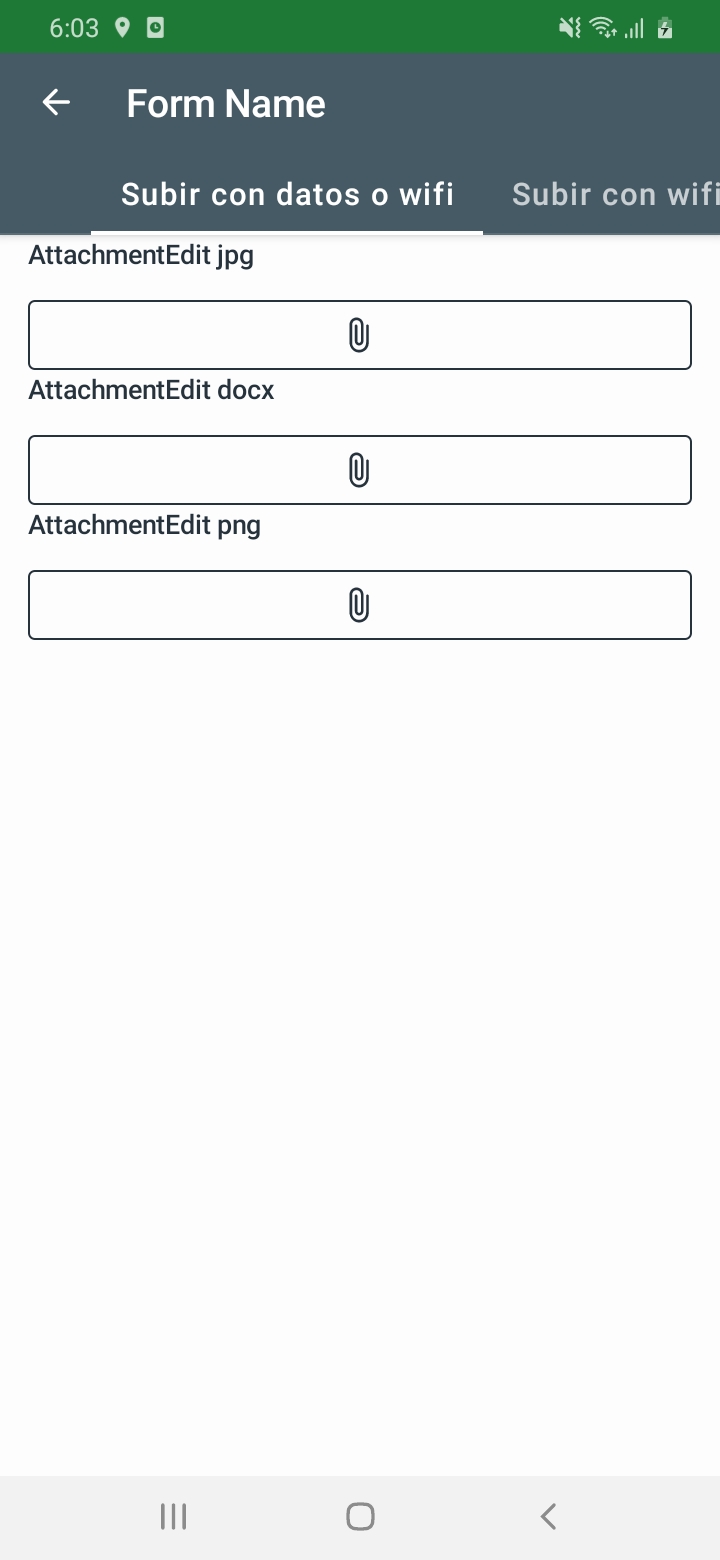 6:03
Form Name
Subir con datos o wifi
Subir con wifi
AttachmentEdit jpg
AttachmentEdit docx
AttachmentEdit png